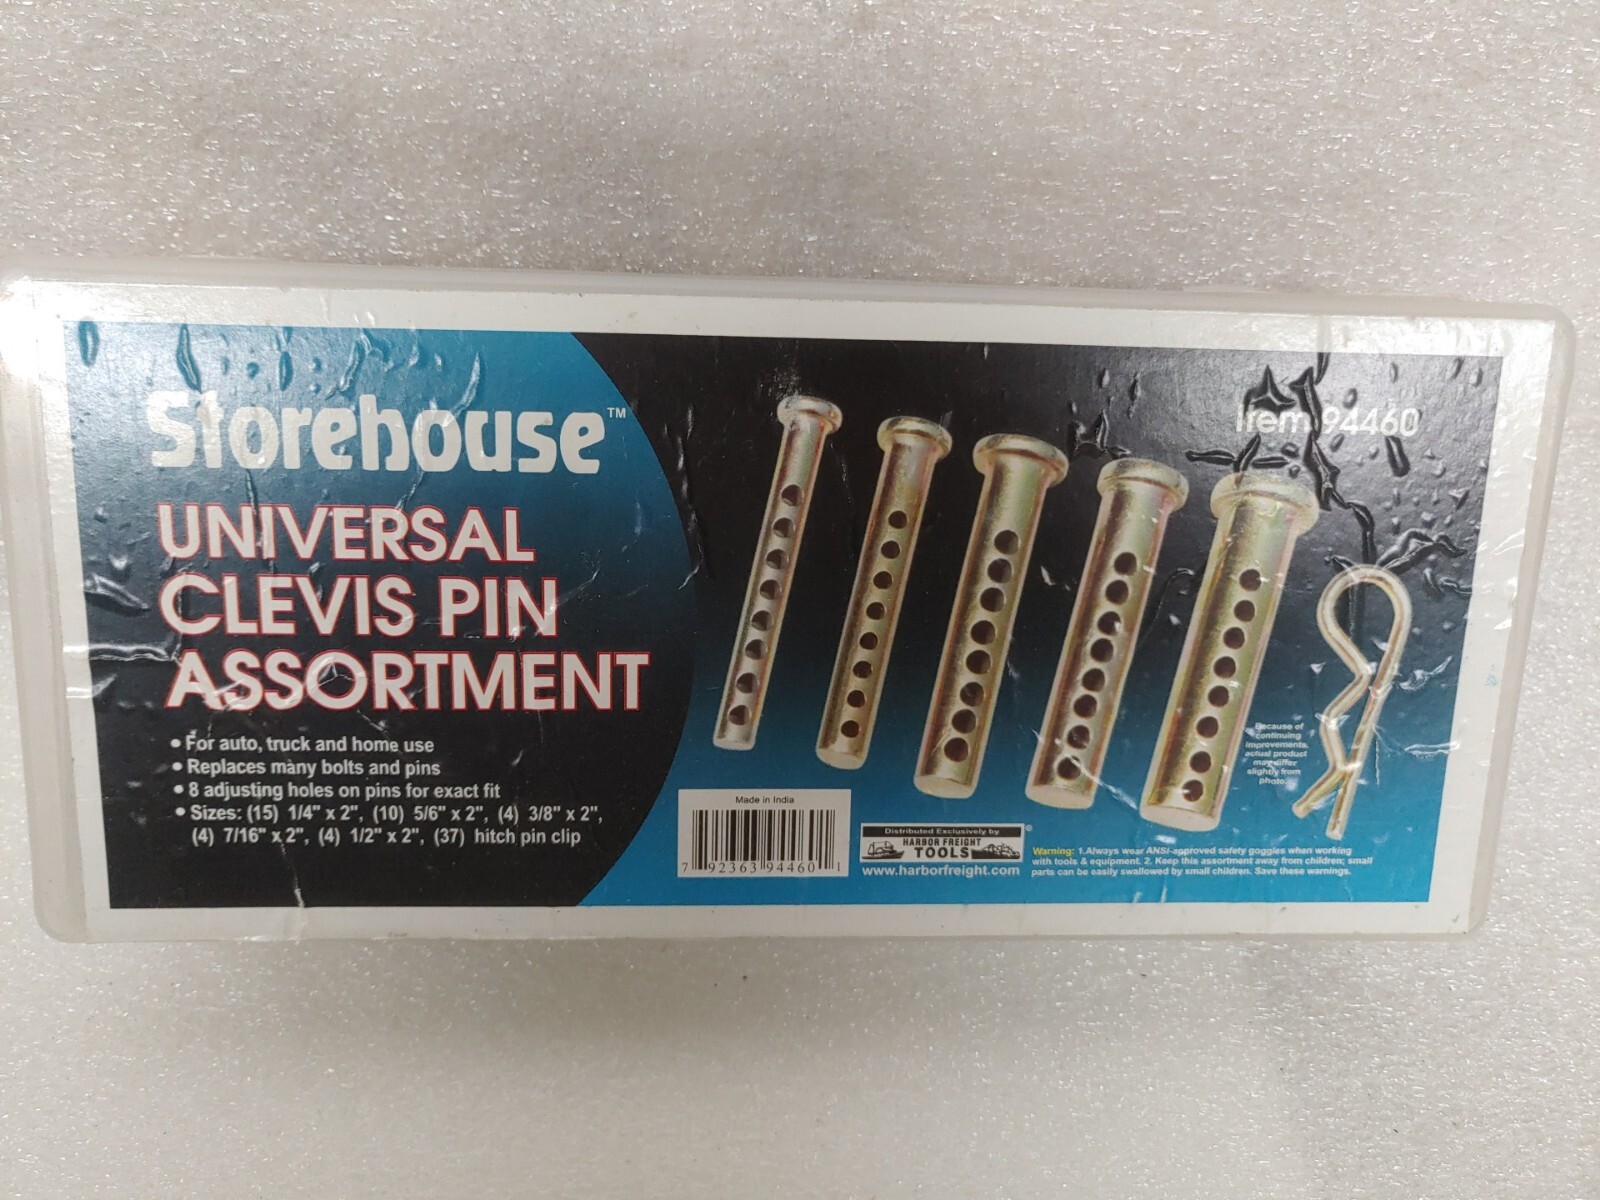 Storehouse™
Item 94460
UNIVERSAL
CLEVIS PIN
ASSORTMENT
• For auto, truck and home use
• Replaces many bolts and pins
• 8 adjusting holes on pins for exact fit
• Sizes: (15) 1/4" x 2", (10) 5/6" x 2", (4) 3/8" x 2",
(4) 7/16" x 2", (4) 1/2" x 2", (37) hitch pin clip
Because of
continuing
improvements,
actual product
may differ
slightly from
photo.
Made in India
7 92363 94460 1
Distributed Exclusively by
HARBOR FREIGHT
TOOLS®
www.harborfreight.com
Warning: 1.Always wear ANSI-approved safety goggles when working
with tools & equipment. 2. Keep this assortment away from children; small
parts can be easily swallowed by small children. Save these warnings.